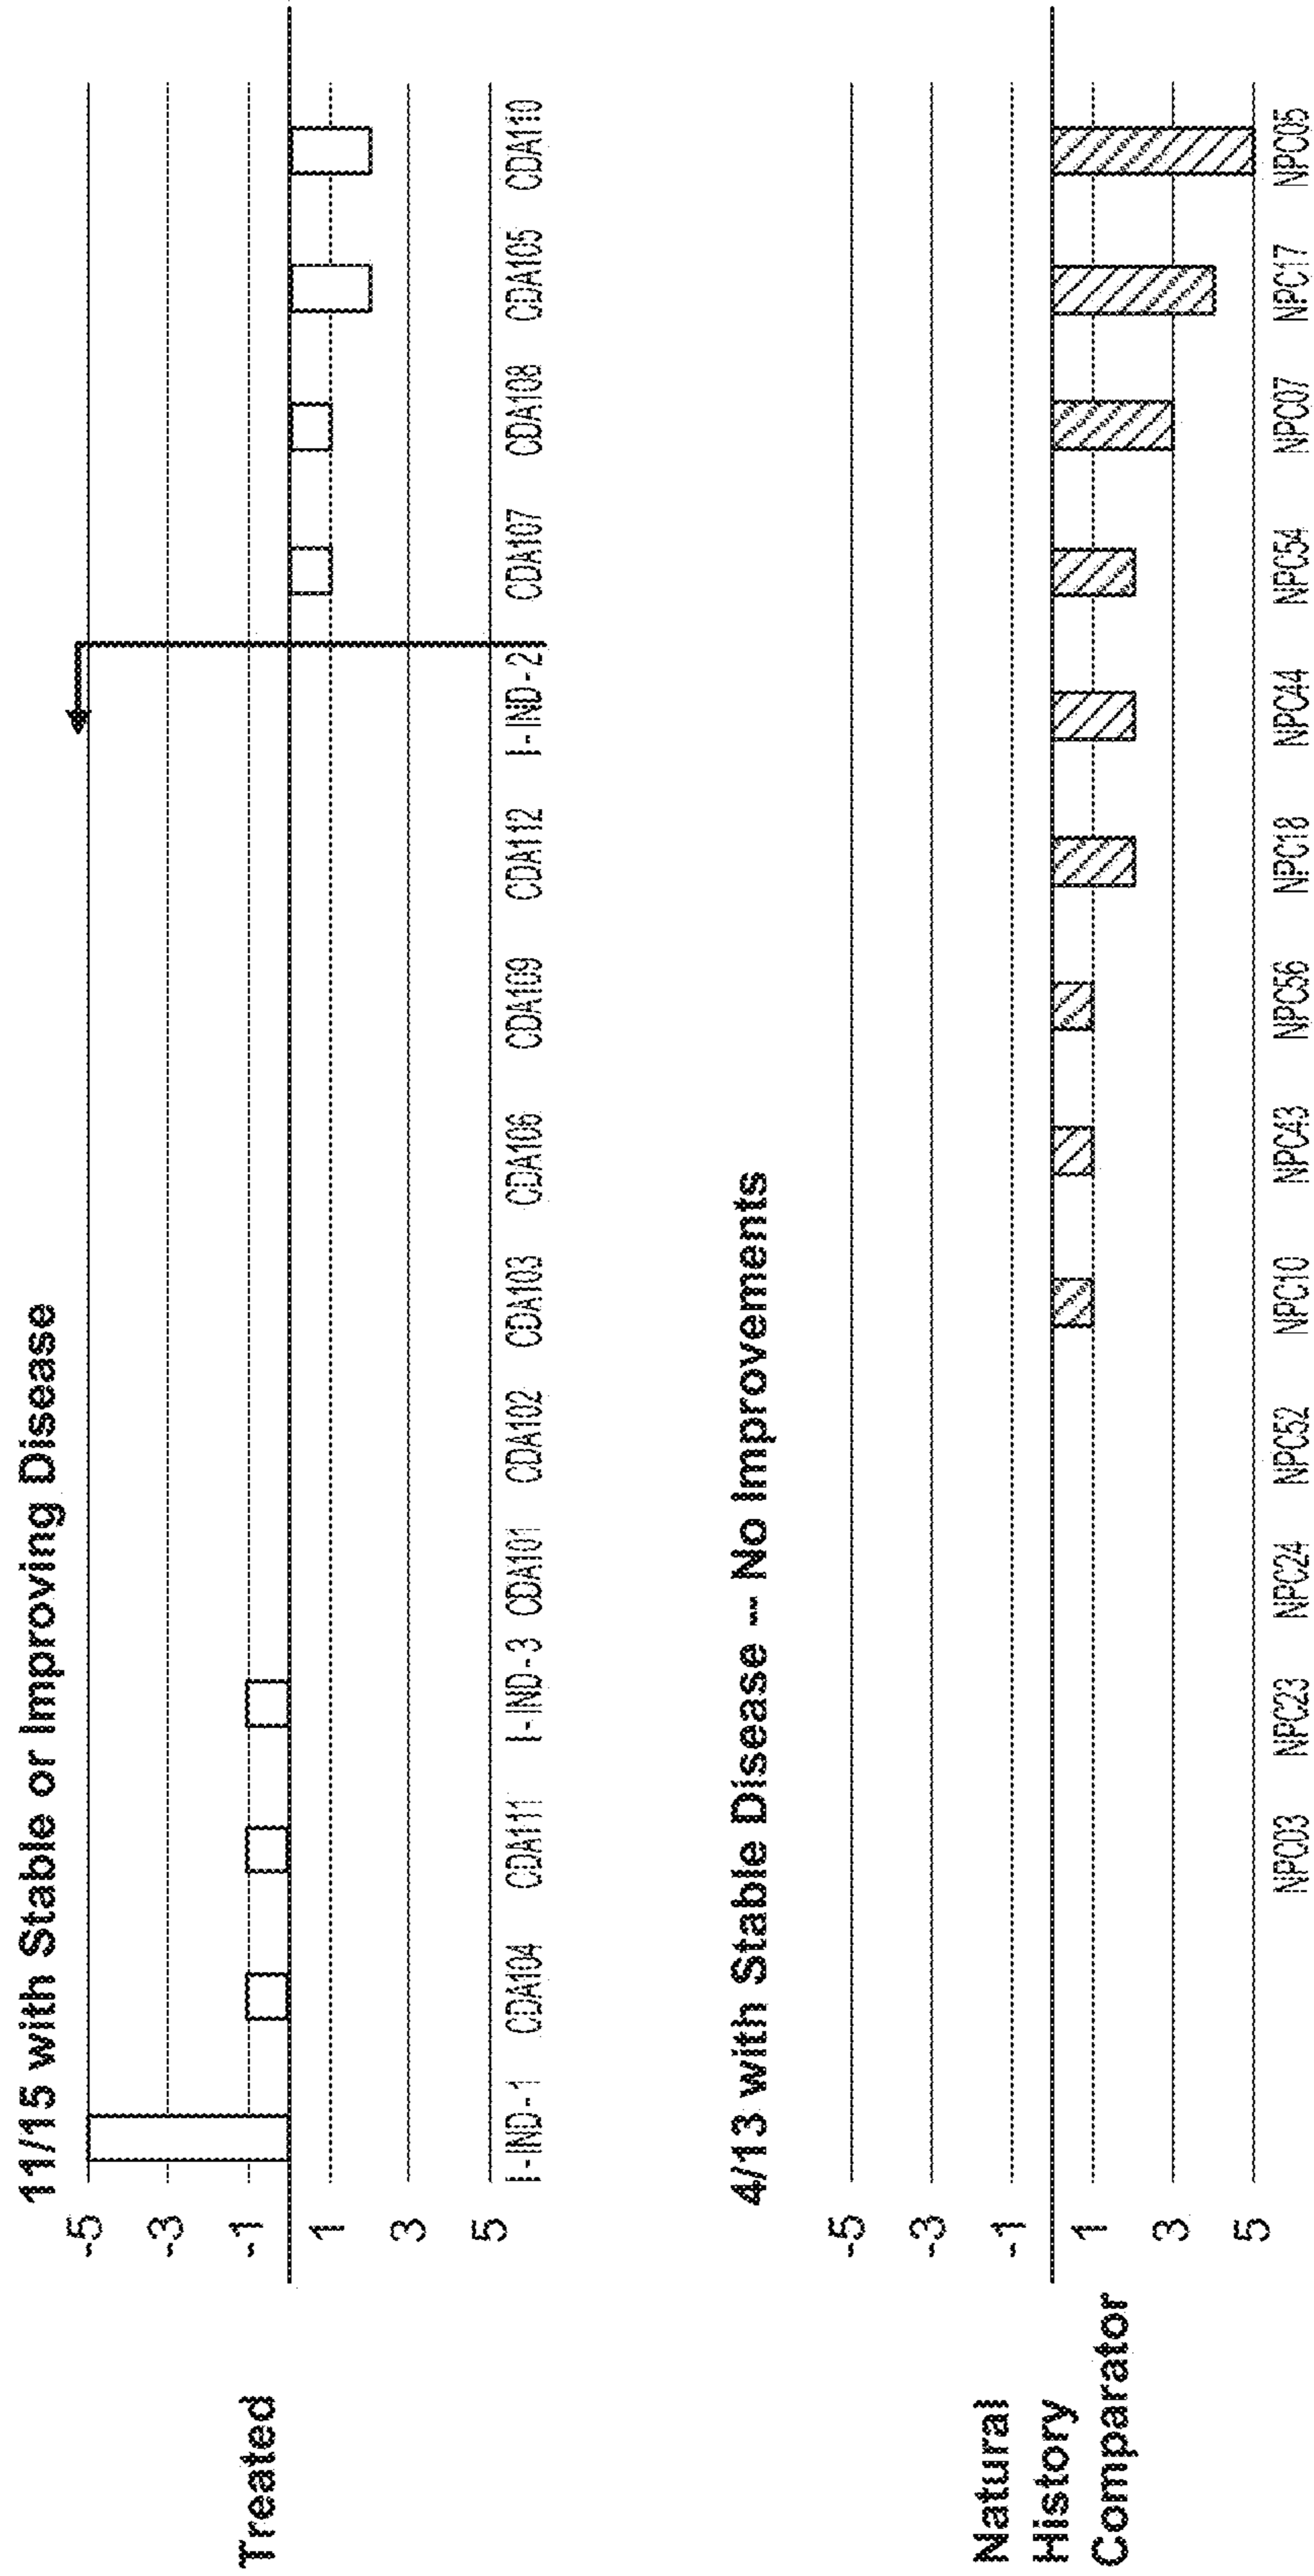 11/15 with Stable or Improving Disease
Treated
-5
-3
-1
1
3
5
I-IND-1 CDA104 CDA111 I-IND-3 CDA101 CDA102 CDA103 CDA106 CDA109 CDA112 I-IND-2 CDA107 CDA108 CDA105 CDA110
4/13 with Stable Disease -- No Improvements
Natural
History
Comparator
-5
-3
-1
1
3
5
NPC03 NPC23 NPC24 NPC52 NPC10 NPC43 NPC56 NPC18 NPC44 NPC54 NPC07 NPC17 NPC05